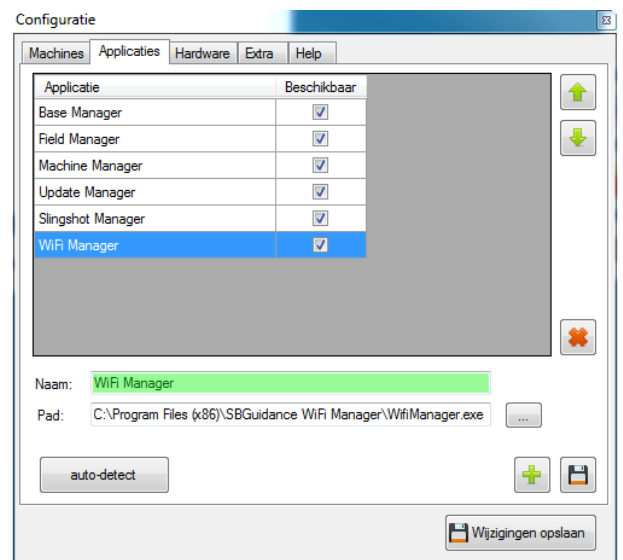 Configuratie
Machines Applicaties Hardware Extra Help
Applicatie Beschikbaar
Base Manager
Field Manager
Machine Manager
Update Manager
Slingshot Manager
WiFi Manager
Naam: WiFi Manager
Pad: C:\Program Files (x86)\SBGuidance WiFi Manager\WifiManager.exe ...
auto-detect
Wijzigingen opslaan